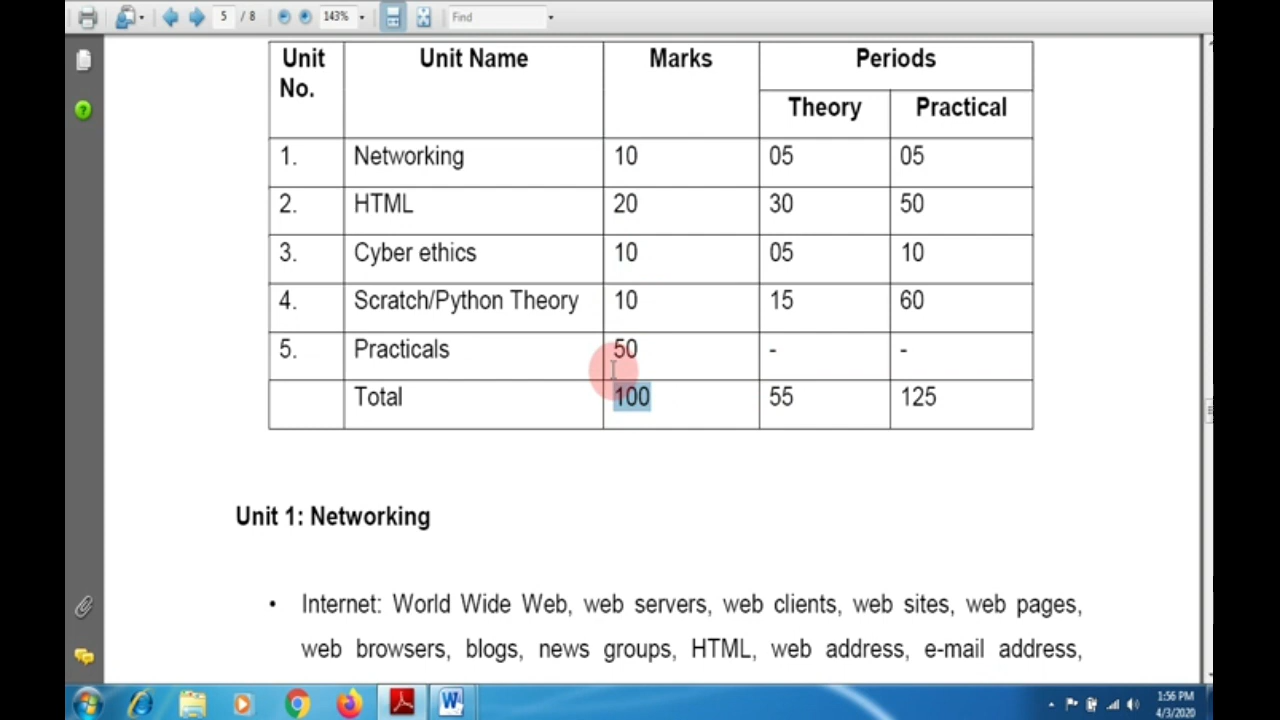 5 / 8 143% Find
Unit No. Unit Name Marks Periods
Theory Practical
1. Networking 10 05 05
2. HTML 20 30 50
3. Cyber ethics 10 05 10
4. Scratch/Python Theory 10 15 60
5. Practicals 50 - -
Total 100 55 125
Unit 1: Networking
• Internet: World Wide Web, web servers, web clients, web sites, web pages,
web browsers, blogs, news groups, HTML, web address, e-mail address,
1:56 PM
4/3/2020